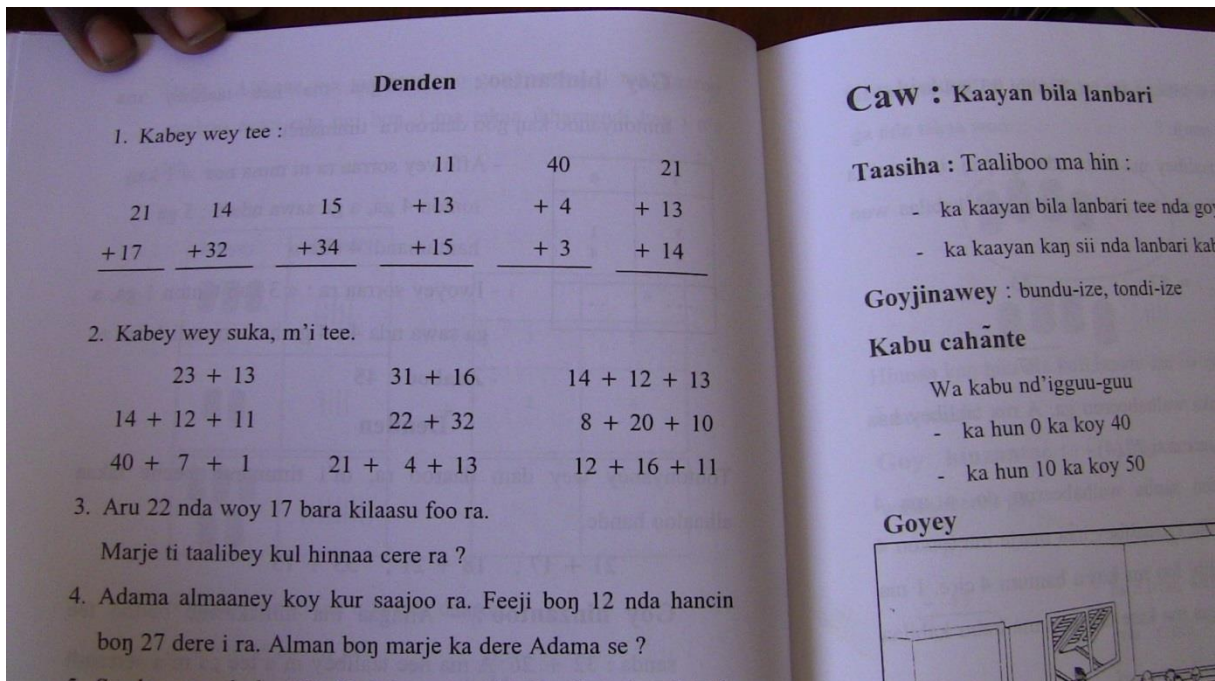 Denden
1. Kabey wey tee :
11 40 21
21 14 15 +13 + 4 + 13
+17 +32 +34 +15 + 3 + 14
2. Kabey wey suka, m'i tee.
23 + 13 31 + 16 14 + 12 + 13
14 + 12 + 11 22 + 32 8 + 20 + 10
40 + 7 + 1 21 + 4 + 13 12 + 16 + 11
3. Aru 22 nda woy 17 bara kilaasu foo ra.
Marje ti taalibey kul hinnaa cere ra ?
4. Adama almaaney koy kur saajoo ra. Feeji boŋ 12 nda hancin
boŋ 27 dere i ra. Alman boŋ marje ka dere Adama se ?
Caw : Kaayan bila lanbari
Taasiha : Taaliboo ma hin :
- ka kaayan bila lanbari tee nda
- ka kaayan kaŋ sii nda lanbari
Goyjinawey : bundu-ize, tondi-ize
Kabu cahãnte
Wa kabu nd'igguu-guu
- ka hun 0 ka koy 40
- ka hun 10 ka koy 50
Goyey